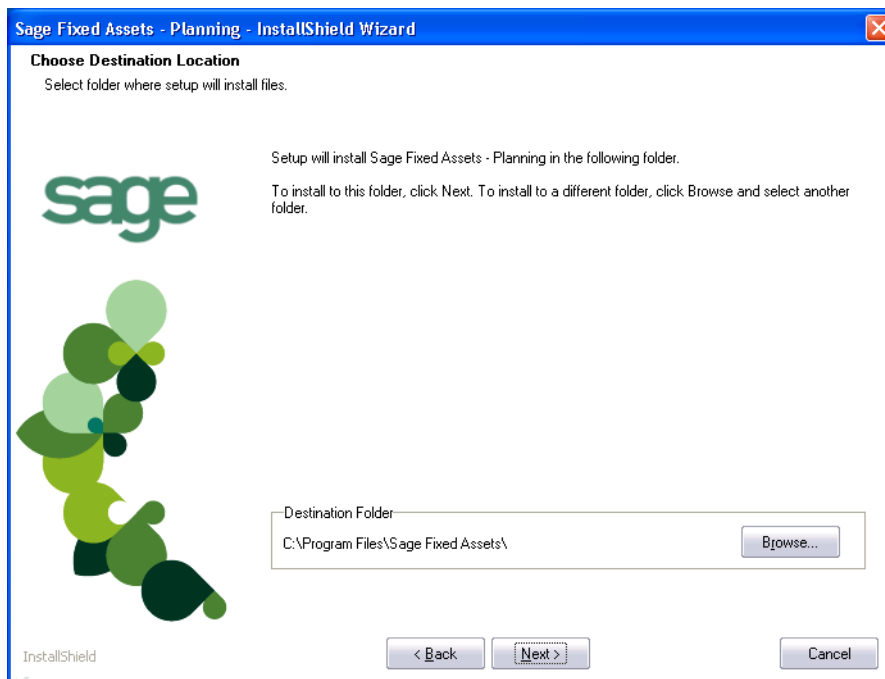 Sage Fixed Assets - Planning - InstallShield Wizard
Choose Destination Location
Select folder where setup will install files.
sage
Setup will install Sage Fixed Assets - Planning in the following folder.
To install to this folder, click Next. To install to a different folder, click Browse and select another
folder.
Destination Folder
C:\Program Files\Sage Fixed Assets\
Browse...
InstallShield
< Back
Next >
Cancel